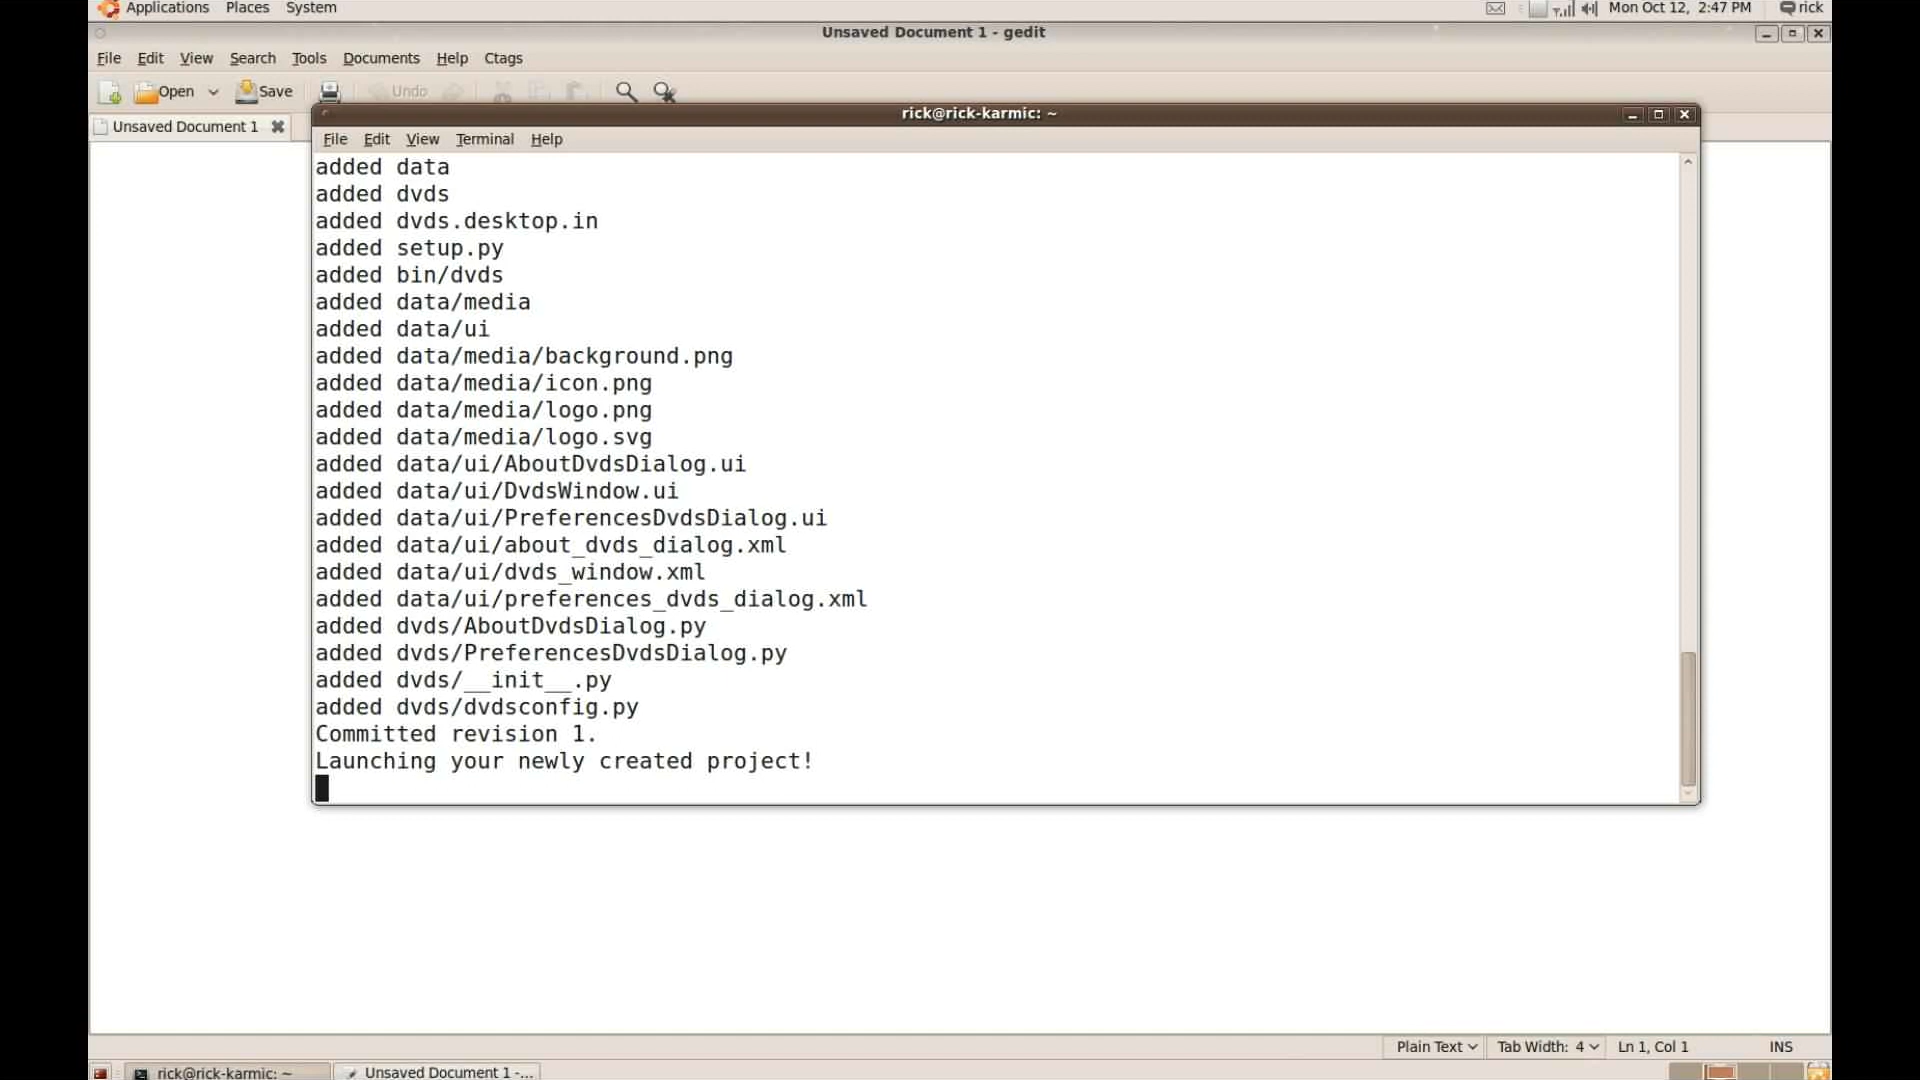 Applications Places System
Mon Oct 12, 2:47 PM rick
Unsaved Document 1 - gedit
File Edit View Search Tools Documents Help Ctags
Open Save Undo
Unsaved Document 1
rick@rick-karmic: ~
File Edit View Terminal Help
added data
added dvds
added dvds.desktop.in
added setup.py
added bin/dvds
added data/media
added data/ui
added data/media/background.png
added data/media/icon.png
added data/media/logo.png
added data/media/logo.svg
added data/ui/AboutDvdsDialog.ui
added data/ui/DvdsWindow.ui
added data/ui/PreferencesDvdsDialog.ui
added data/ui/about_dvds_dialog.xml
added data/ui/dvds_window.xml
added data/ui/preferences_dvds_dialog.xml
added dvds/AboutDvdsDialog.py
added dvds/PreferencesDvdsDialog.py
added dvds/__init__.py
added dvds/dvdsconfig.py
Committed revision 1.
Launching your newly created project!
Plain Text Tab Width: 4 Ln 1, Col 1 INS
rick@rick-karmic: ~ Unsaved Document 1 -...